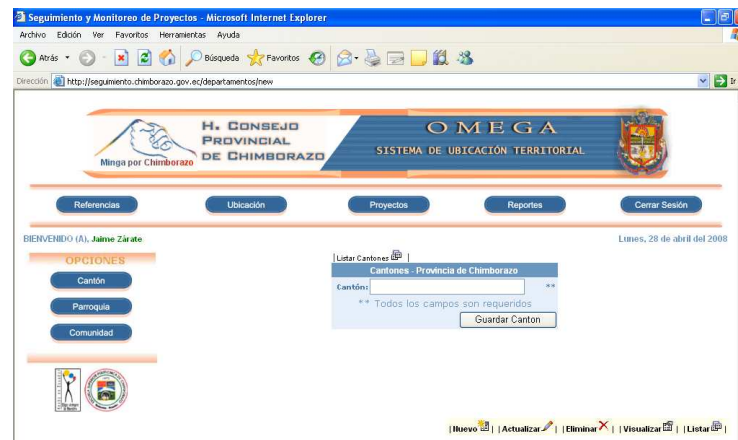 Seguimiento y Monitoreo de Proyectos - Microsoft Internet Explorer
Archivo Edición Ver Favoritos Herramientas Ayuda
Atrás Búsqueda Favoritos
Dirección http://seguimiento.chimborazo.gov.ec/departamentos/new Ir
H. CONSEJO
PROVINCIAL
DE CHIMBORAZO
Minga por Chimborazo
OMEGA
SISTEMA DE UBICACIÓN TERRITORIAL
Referencias Ubicación Proyectos Reportes Cerrar Sesión
BIENVENIDO (A), Jaime Zárate Lunes, 28 de abril del 2008
OPCIONES
Cantón
Parroquia
Comunidad
|Listar Cantones |
Cantones - Provincia de Chimborazo
Cantón: **
** Todos los campos son requeridos
Guardar Canton
|Nuevo | |Actualizar | |Eliminar | |Visualizar | |Listar |